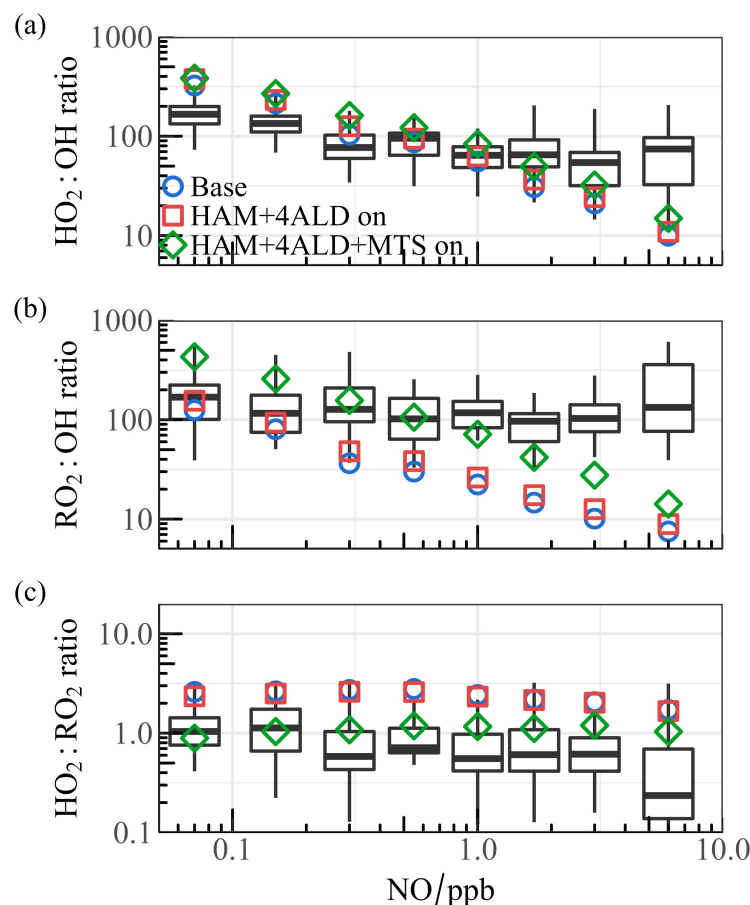 (a)
1000
100
10
HO₂ : OH ratio
Base
HAM+4ALD on
HAM+4ALD+MTS on
(b)
1000
100
10
RO₂ : OH ratio
(c)
10.0
1.0
0.1
HO₂ : RO₂ ratio
0.1 1.0 10.0
NO/ppb